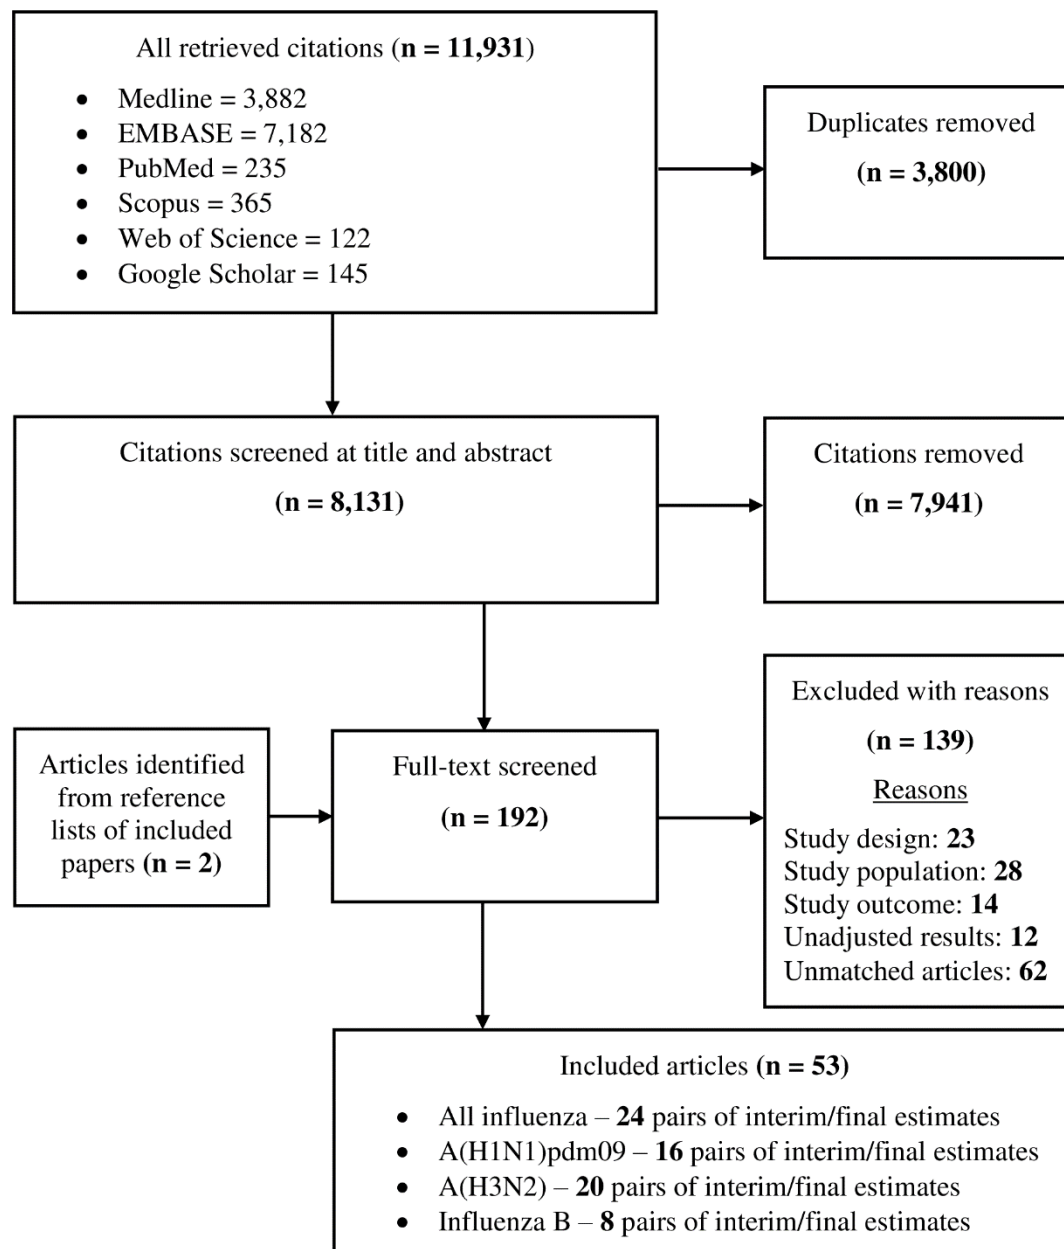 All retrieved citations (n = 11,931)
• Medline = 3,882
• EMBASE = 7,182
• PubMed = 235
• Scopus = 365
• Web of Science = 122
• Google Scholar = 145
Duplicates removed
(n = 3,800)
Citations screened at title and abstract
(n = 8,131)
Citations removed
(n = 7,941)
Articles identified
from reference
lists of included
papers (n = 2)
Full-text screened
(n = 192)
Excluded with reasons
(n = 139)
Reasons
Study design: 23
Study population: 28
Study outcome: 14
Unadjusted results: 12
Unmatched articles: 62
Included articles (n = 53)
• All influenza – 24 pairs of interim/final estimates
• A(H1N1)pdm09 – 16 pairs of interim/final estimates
• A(H3N2) – 20 pairs of interim/final estimates
• Influenza B – 8 pairs of interim/final estimates